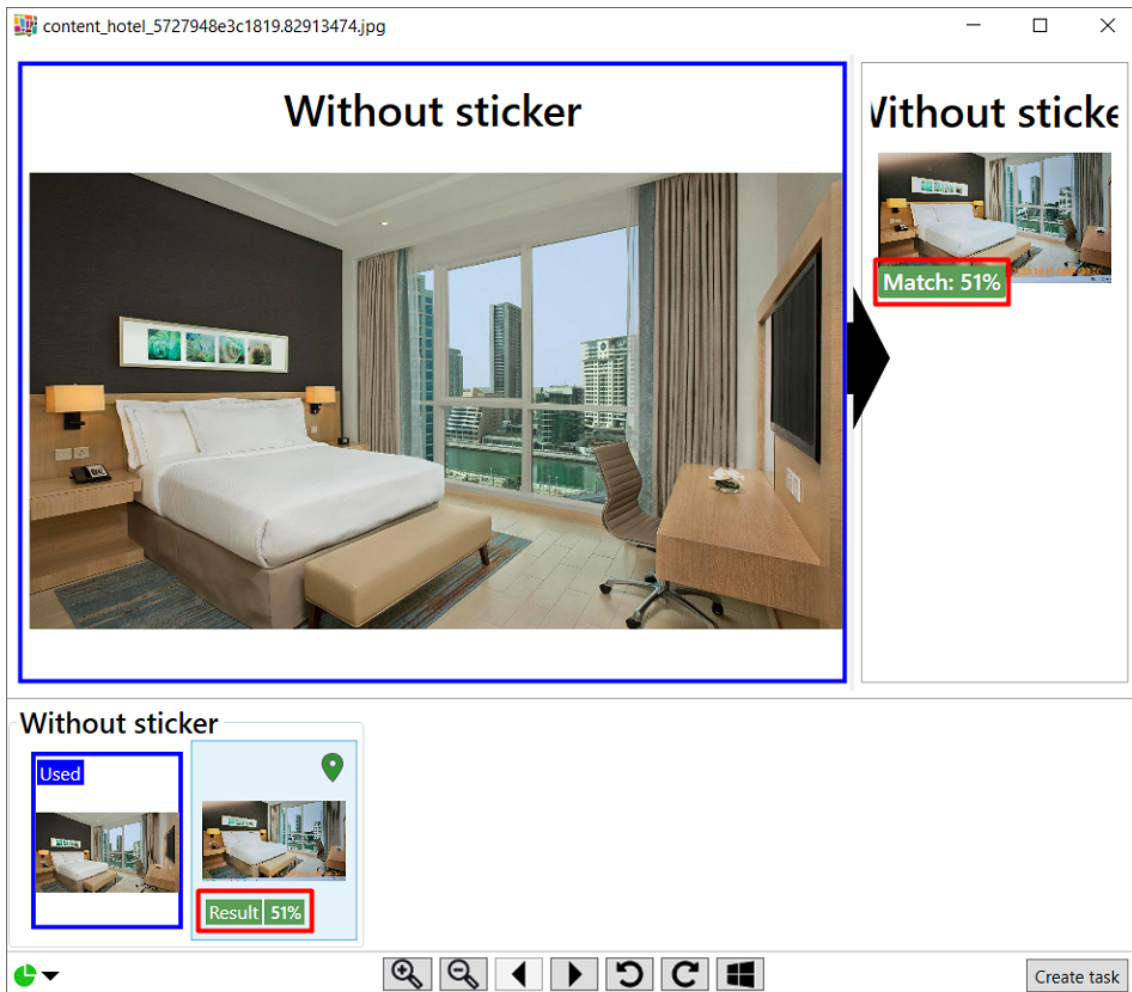 content_hotel_5727948e3c1819.82913474.jpg
Without sticker
Without sticke
Match: 51%
Without sticker
Used
Result 51%
Create task